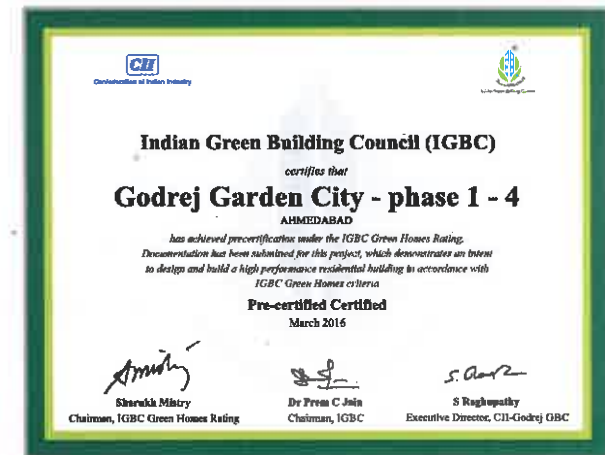 CII
Confederation of Indian Industry
Indian Green Building Council (IGBC)
certifies that
Godrej Garden City - phase 1 - 4
AHMEDABAD
has achieved precertification under the IGBC Green Homes Rating.
Documentation has been submitted for this project, which demonstrates an intent
to design and build a high performance residential building in accordance with
IGBC Green Homes criteria
Pre-certified Certified
March 2016
Sharukh Mistry
Chairman, IGBC Green Homes Rating
Dr Prem C Jain
Chairman, IGBC
S Raghupathy
Executive Director, CII-Godrej GBC